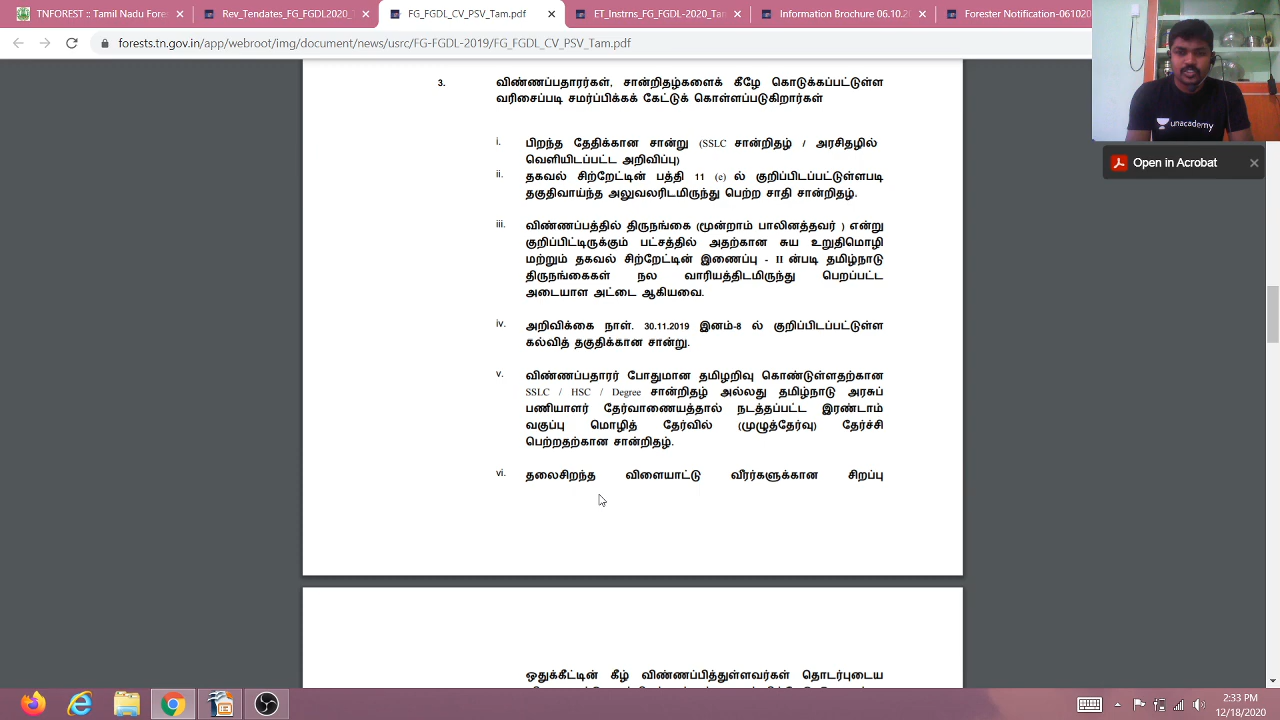 TNFOREST :: Tamil Nadu Fore
Rev_Tendates_FG_FGDL2020_
FG_FGDL_CV_PSV_Tam.pdf
ET_Instrns_FG_FGDL-2020_Tam
Information Brochure 06.10.2
Forester Notification-061020
forests.tn.gov.in/app/webroot/img/document/news/usrc/FG-FGDL-2019/FG_FGDL_CV_PSV_Tam.pdf
unacademy
Open in Acrobat
3. விண்ணப்பதாரர்கள், சான்றிதழ்களைக் கீழே கொடுக்கப்பட்டுள்ள
வரிசைப்படி சமர்ப்பிக்கக் கேட்டுக் கொள்ளப்படுகிறார்கள்
i. பிறந்த தேதிக்கான சான்று (SSLC சான்றிதழ் / அரசிதழில்
வெளியிடப்பட்ட அறிவிப்பு)
ii. தகவல் சிற்றேட்டின் பத்தி 11 (c) ல் குறிப்பிடப்பட்டுள்ளபடி
தகுதிவாய்ந்த அலுவலரிடமிருந்து பெற்ற சாதி சான்றிதழ்.
iii. விண்ணப்பத்தில் திருநங்கை (மூன்றாம் பாலினத்தவர் ) என்று
குறிப்பிட்டிருக்கும் பட்சத்தில் அதற்கான சுய உறுதிமொழி
மற்றும் தகவல் சிற்றேட்டின் இணைப்பு - II ன்படி தமிழ்நாடு
திருநங்கைகள் நல வாரியத்திடமிருந்து பெறப்பட்ட
அடையாள அட்டை ஆகியவை.
iv. அறிவிக்கை நாள். 30.11.2019 இனம்-8 ல் குறிப்பிடப்பட்டுள்ள
கல்வித் தகுதிக்கான சான்று.
v. விண்ணப்பதாரர் போதுமான தமிழறிவு கொண்டுள்ளதற்கான
SSLC / HSC / Degree சான்றிதழ் அல்லது தமிழ்நாடு அரசுப்
பணியாளர் தேர்வாணையத்தால் நடத்தப்பட்ட இரண்டாம்
வகுப்பு மொழித் தேர்வில் (முழுத்தேர்வு) தேர்ச்சி
பெற்றதற்கான சான்றிதழ்.
vi. தலைசிறந்த விளையாட்டு வீரர்களுக்கான சிறப்பு
ஒதுக்கீட்டின் கீழ் விண்ணப்பித்துள்ளவர்கள் தொடர்புடைய
2:33 PM
12/18/2020